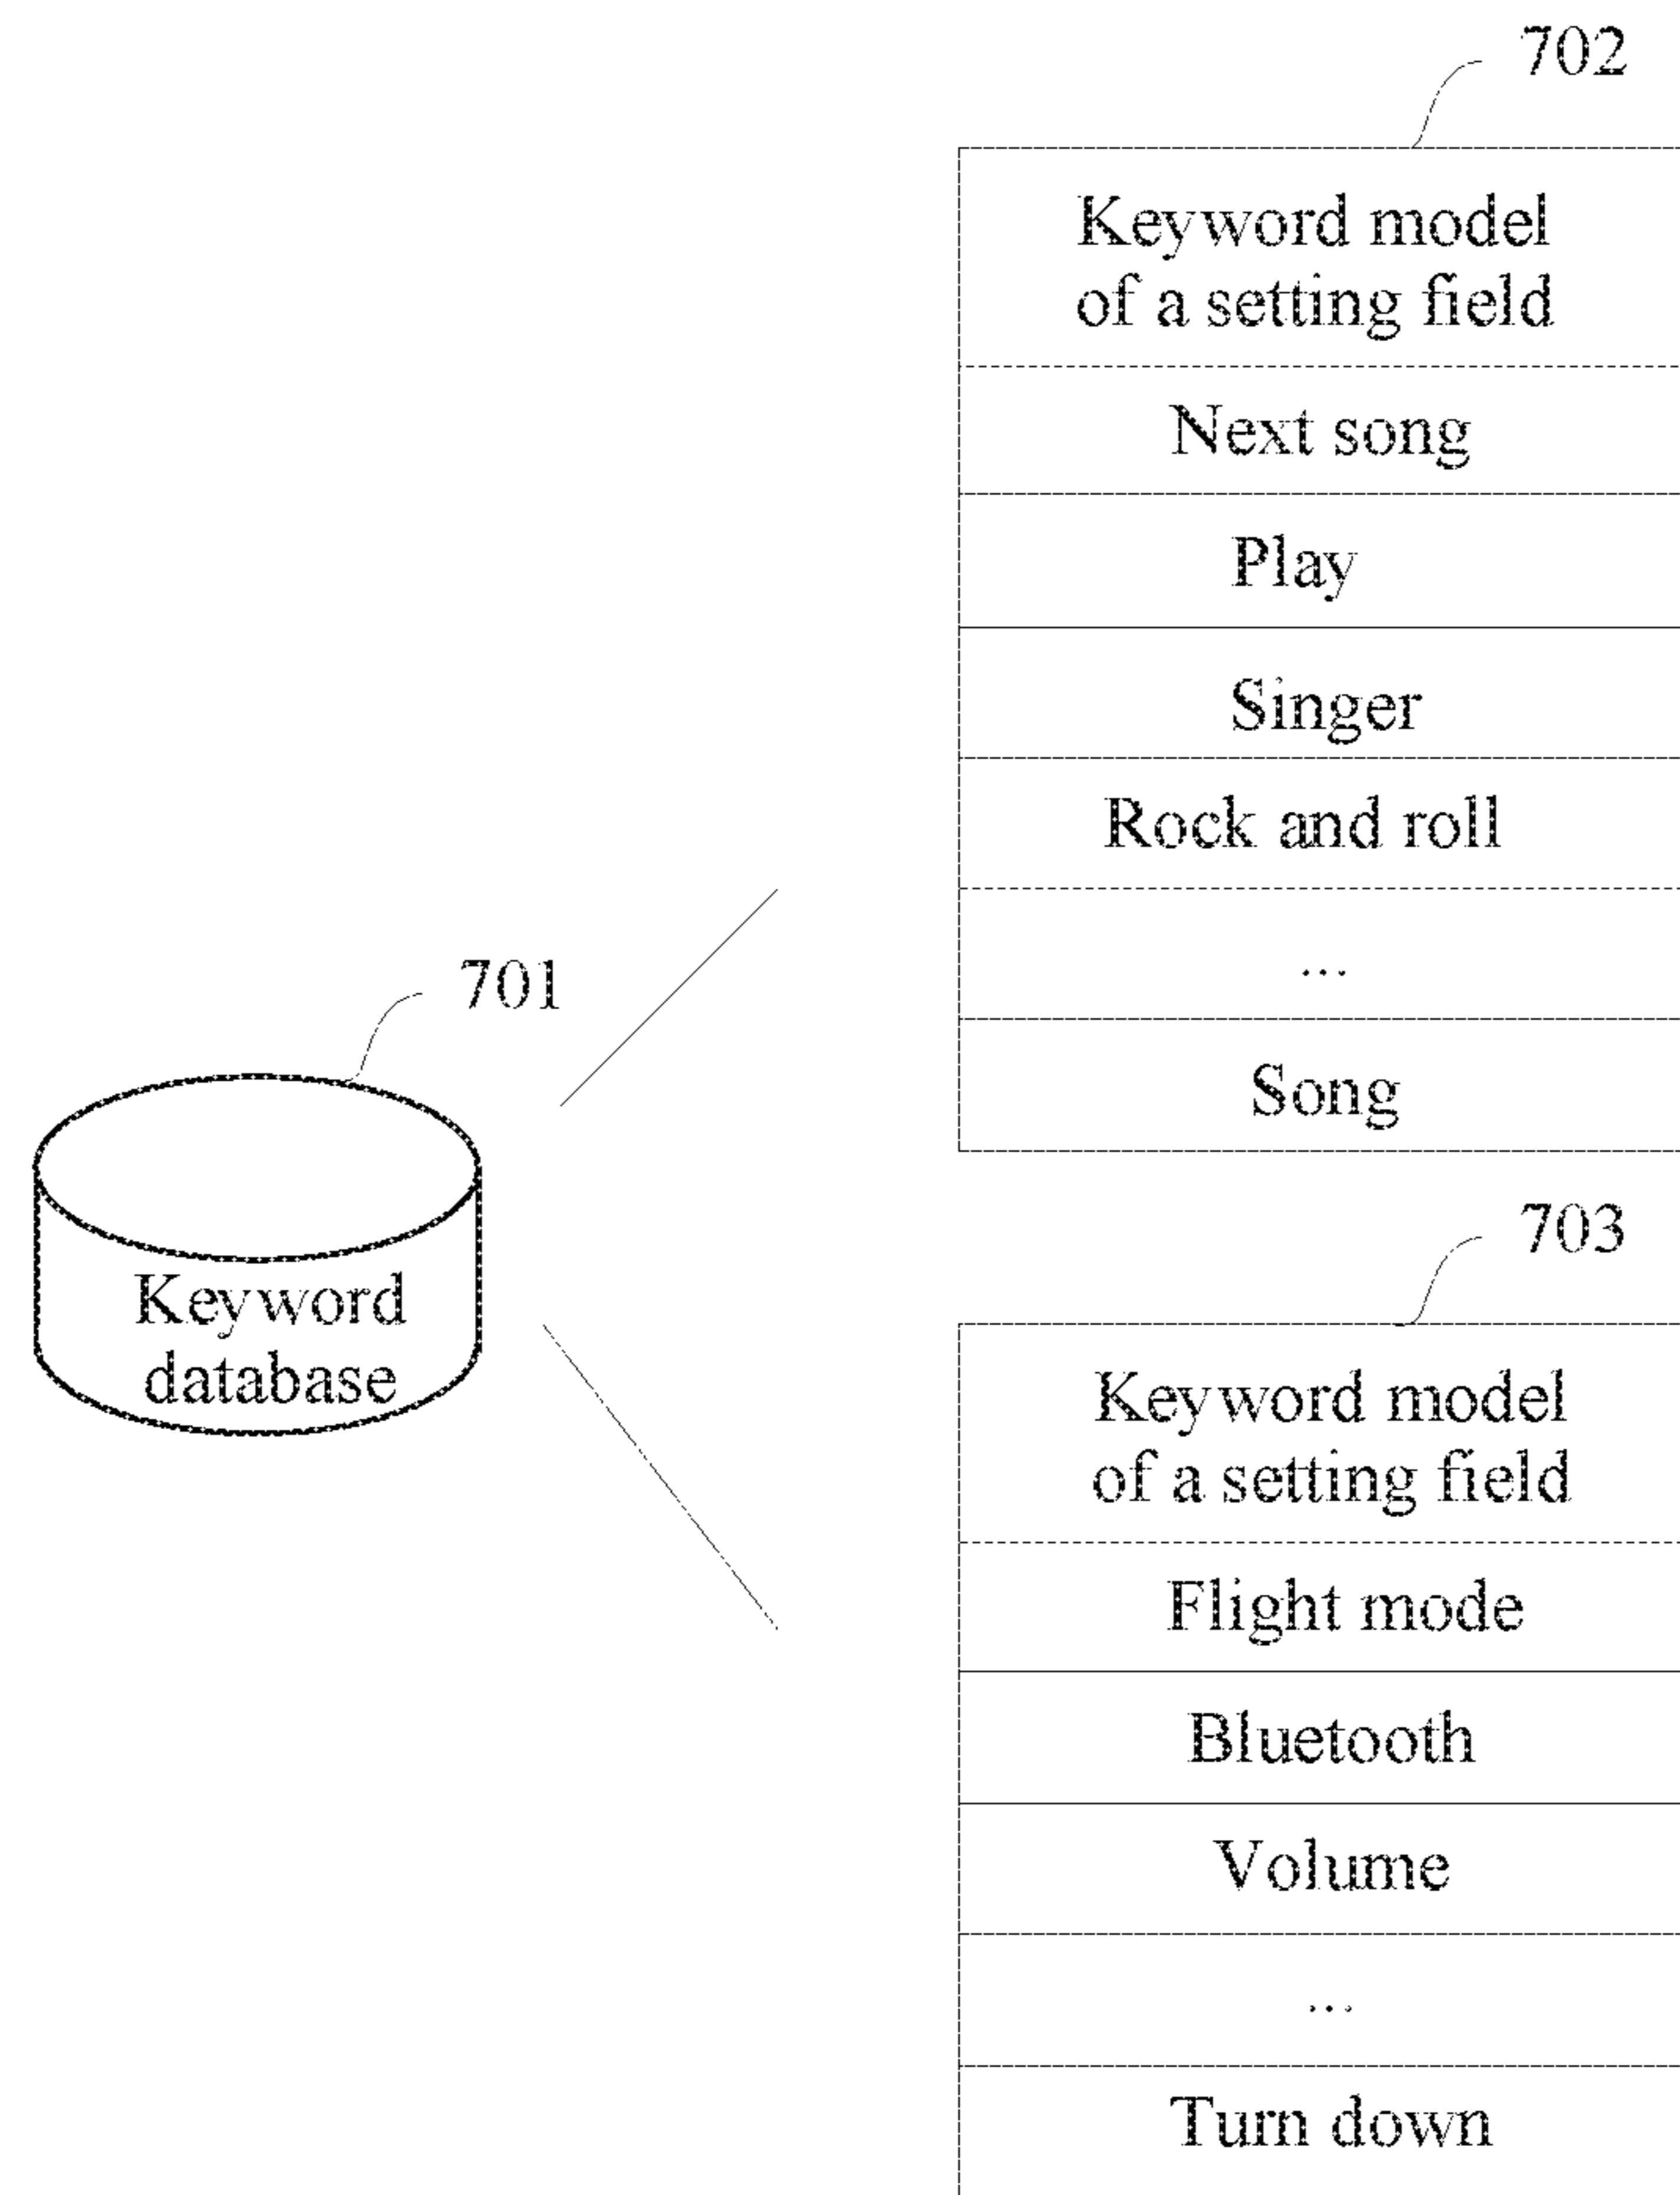 702
Keyword model
of a setting field
Next song
Play
Singer
Rock and roll
...
Song
701
Keyword
database
703
Keyword model
of a setting field
Flight mode
Bluetooth
Volume
...
Turn down